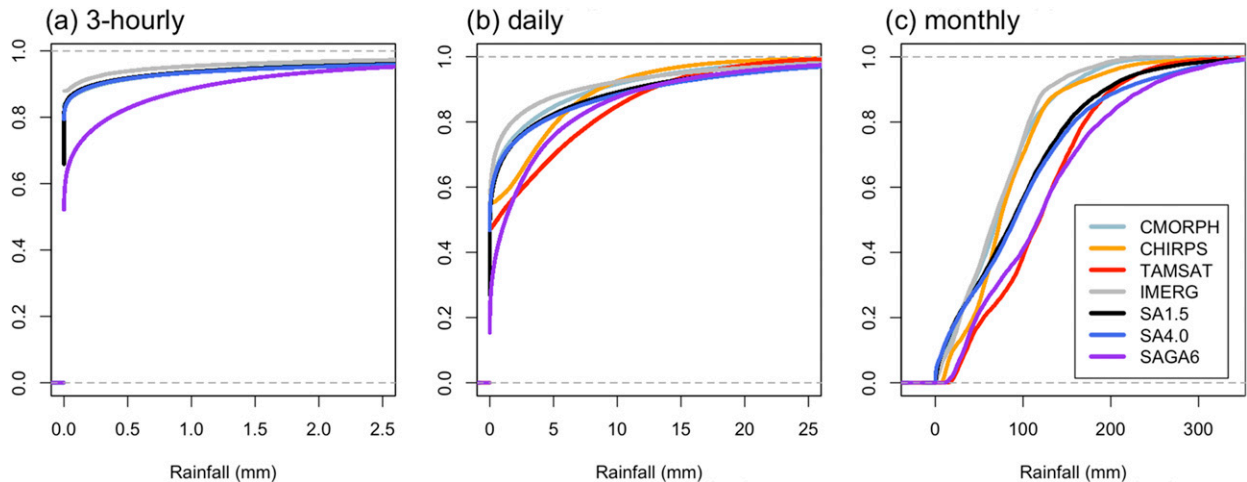 (a) 3-hourly
(b) daily
(c) monthly
1.0
0.8
0.6
0.4
0.2
0.0
0.0 0.5 1.0 1.5 2.0 2.5
Rainfall (mm)
1.0
0.8
0.6
0.4
0.2
0.0
0 5 10 15 20 25
Rainfall (mm)
1.0
0.8
0.6
0.4
0.2
0.0
0 100 200 300
Rainfall (mm)
CMORPH
CHIRPS
TAMSAT
IMERG
SA1.5
SA4.0
SAGA6